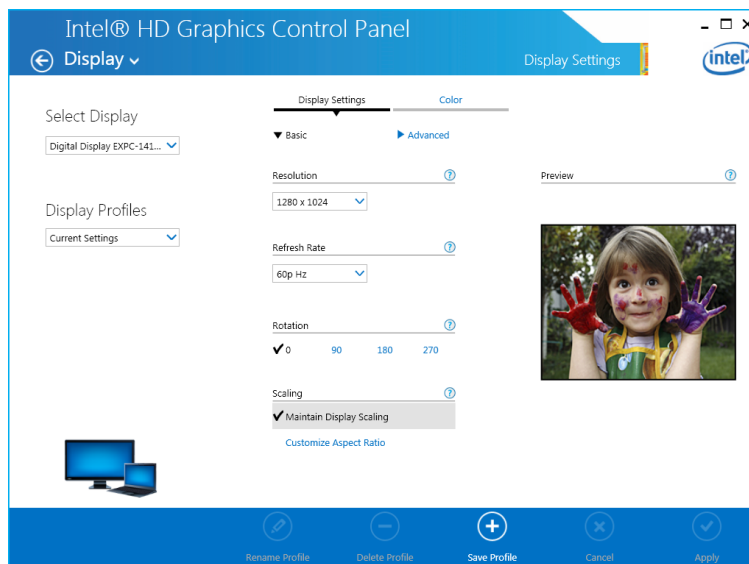 Intel® HD Graphics Control Panel
Display
Display Settings
intel
Select Display
Digital Display EXPC-141...
Display Profiles
Current Settings
Display Settings
Color
Basic
Advanced
Resolution
?
1280 x 1024
Refresh Rate
?
60p Hz
Rotation
?
0 90 180 270
Scaling
?
Maintain Display Scaling
Customize Aspect Ratio
Preview
?
Rename Profile
Delete Profile
Save Profile
Cancel
Apply